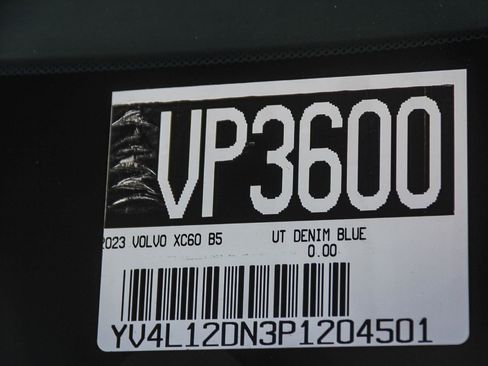 VP3600
2023 VOLVO XC60 B5 UT DENIM BLUE
0.00
YV4L12DN3P1204501